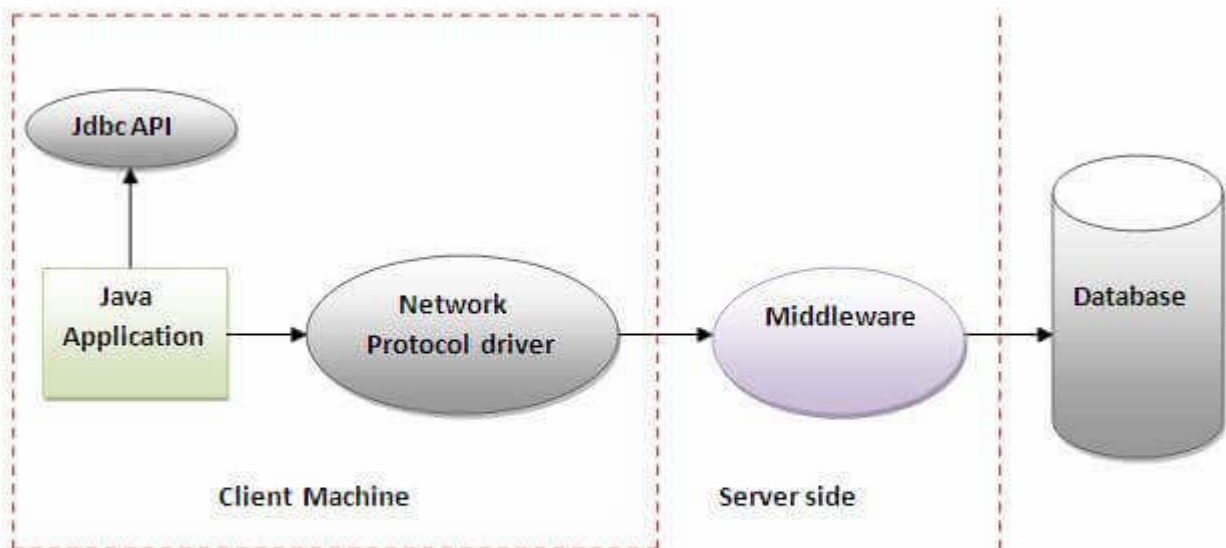 Jdbc API
Java
Application
Network
Protocol driver
Middleware
Database
Client Machine
Server side